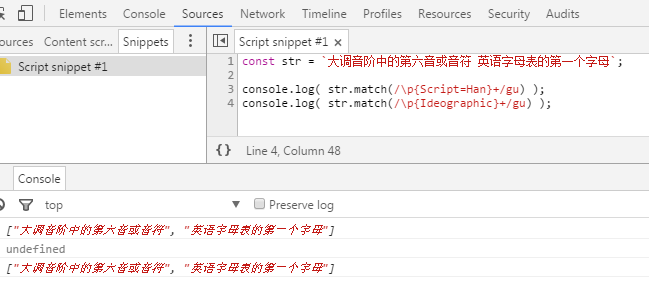 Elements Console Sources Network Timeline Profiles Security Audits
ources Content scr... Snippets Script snippet #1 ×
Script snippet #1
1 const str = `大调音阶中的第六音或音符 英语字母表的第一个字母`;
2
3 console.log( str.match(/\p{Script=Han}+/gu) );
4 console.log( str.match(/\p{Ideographic}+/gu) );
{} Line 4, Column 48
Console
top ▼ Preserve log
["大调音阶中的第六音或音符", "英语字母表的第一个字母"]
undefined
["大调音阶中的第六音或音符", "英语字母表的第一个字母"]